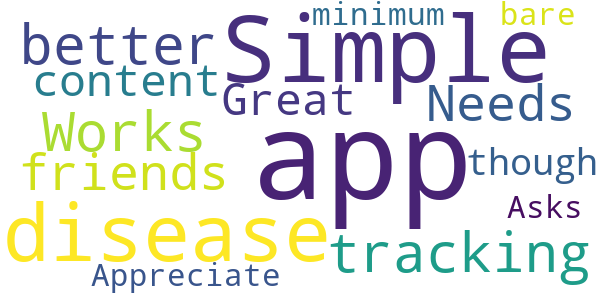 minimum bare
better Simple
content Great Needs
Works app
friends though
disease Asks
tracking
Appreciate